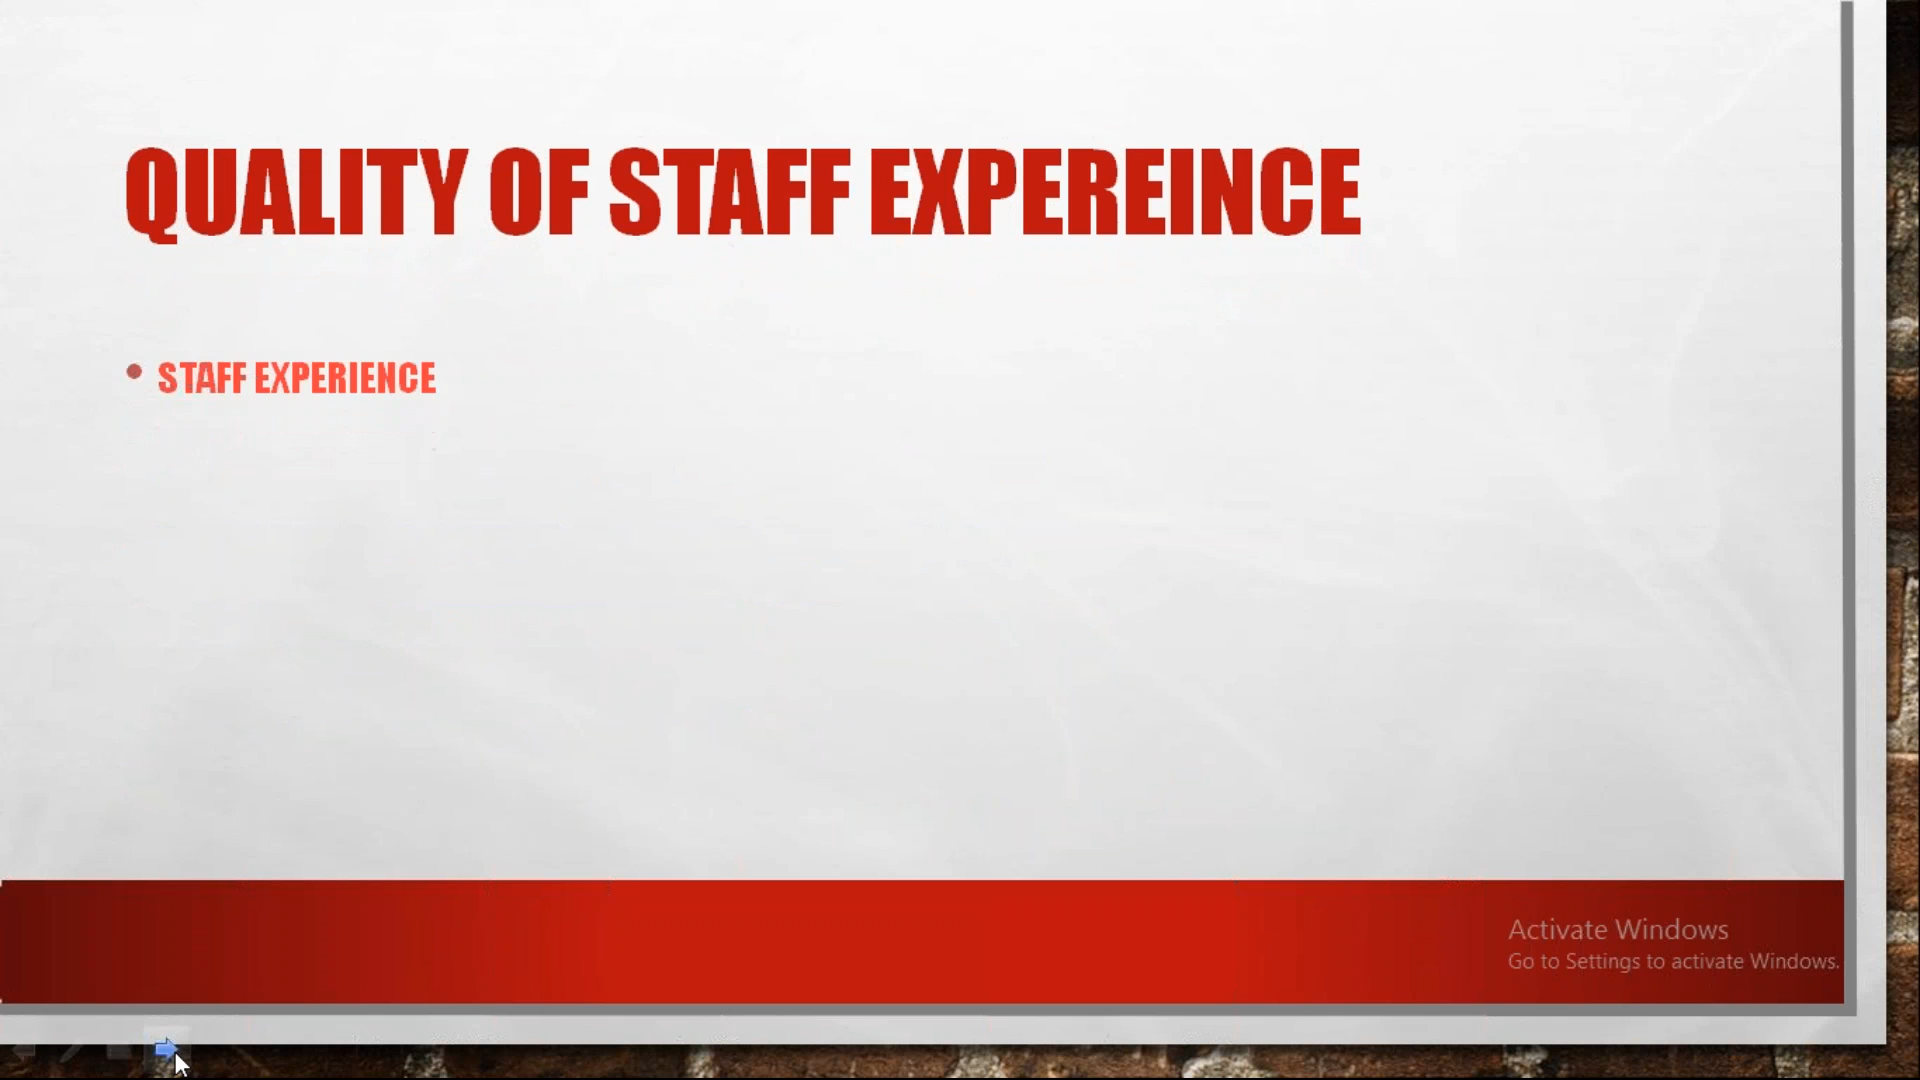 QUALITY OF STAFF EXPEREINCE
• STAFF EXPERIENCE
Activate Windows
Go to Settings to activate Windows.